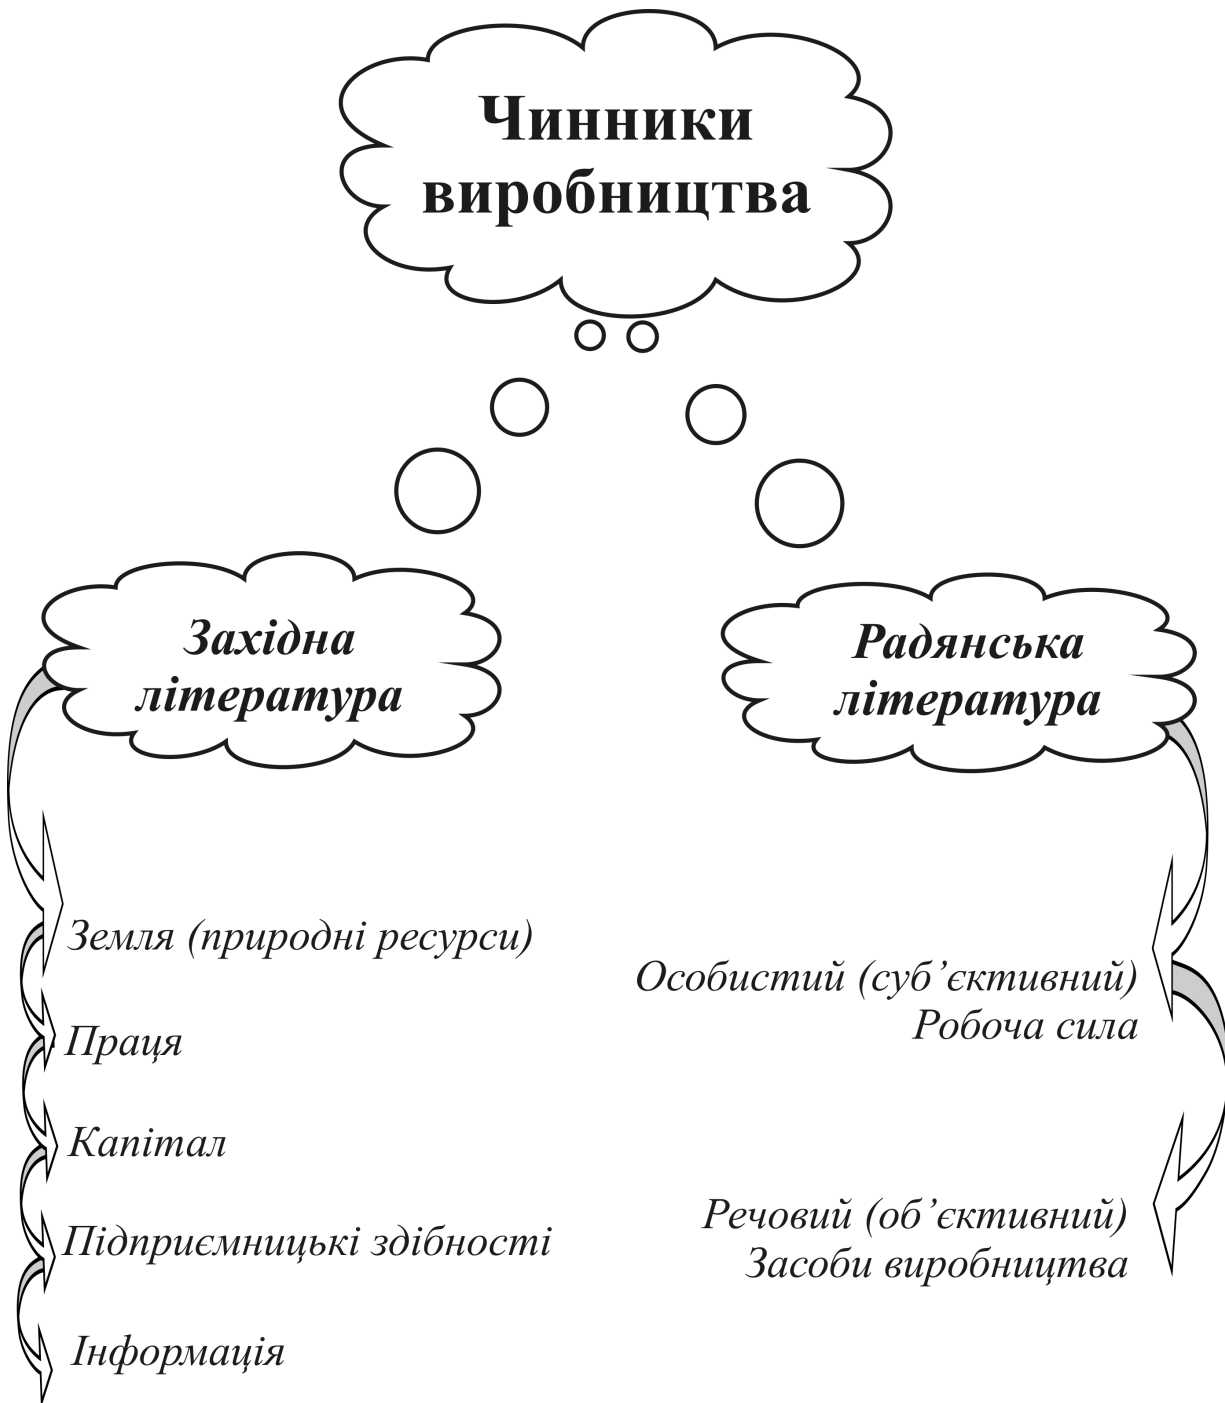 Чинники
виробництва
Західна
література
Земля (природні ресурси)
Праця
Капітал
Підприємницькі здібності
Інформація
Радянська
література
Особистий (суб’єктивний)
Робоча сила
Речовий (об’єктивний)
Засоби виробництва